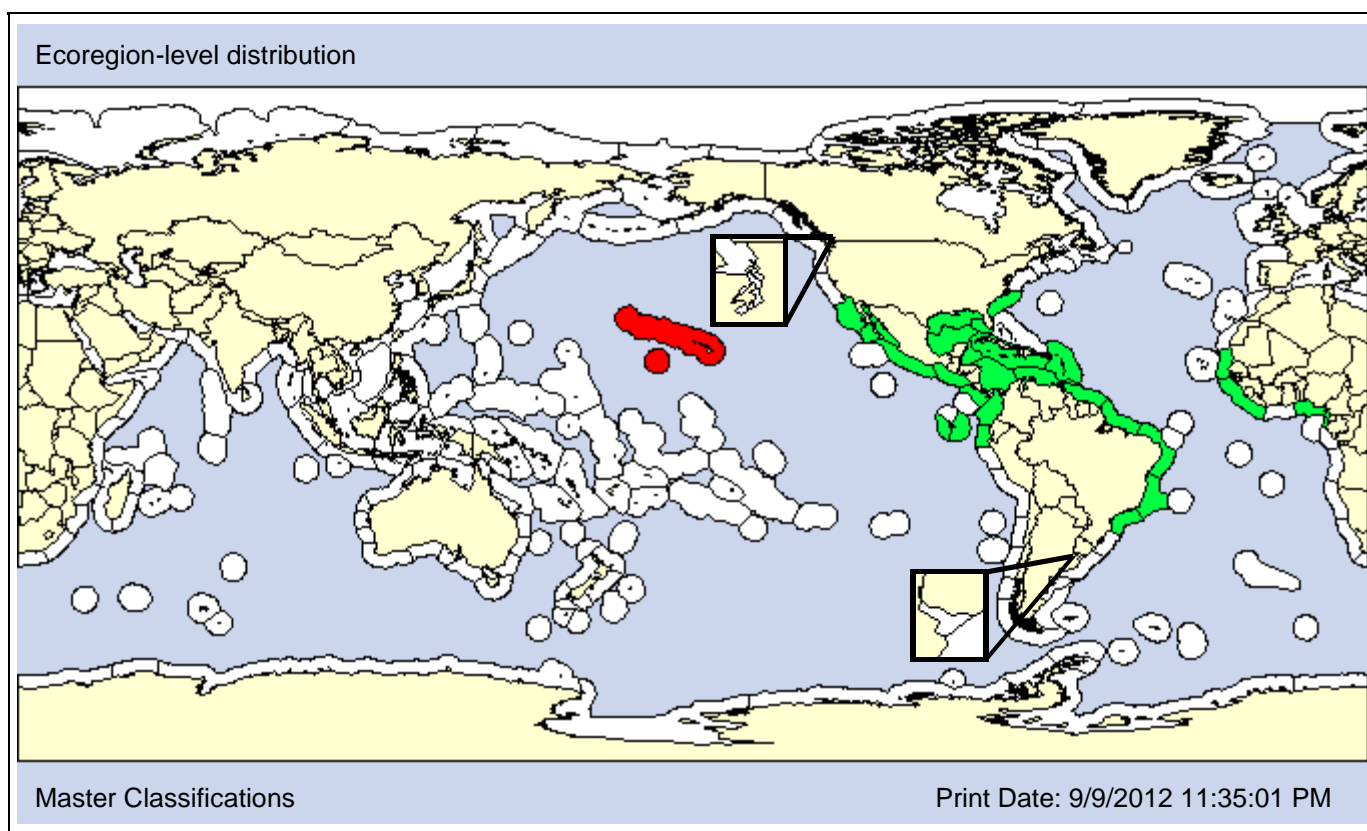 Ecoregion-level distribution
Master Classifications
Print Date: 9/9/2012 11:35:01 PM